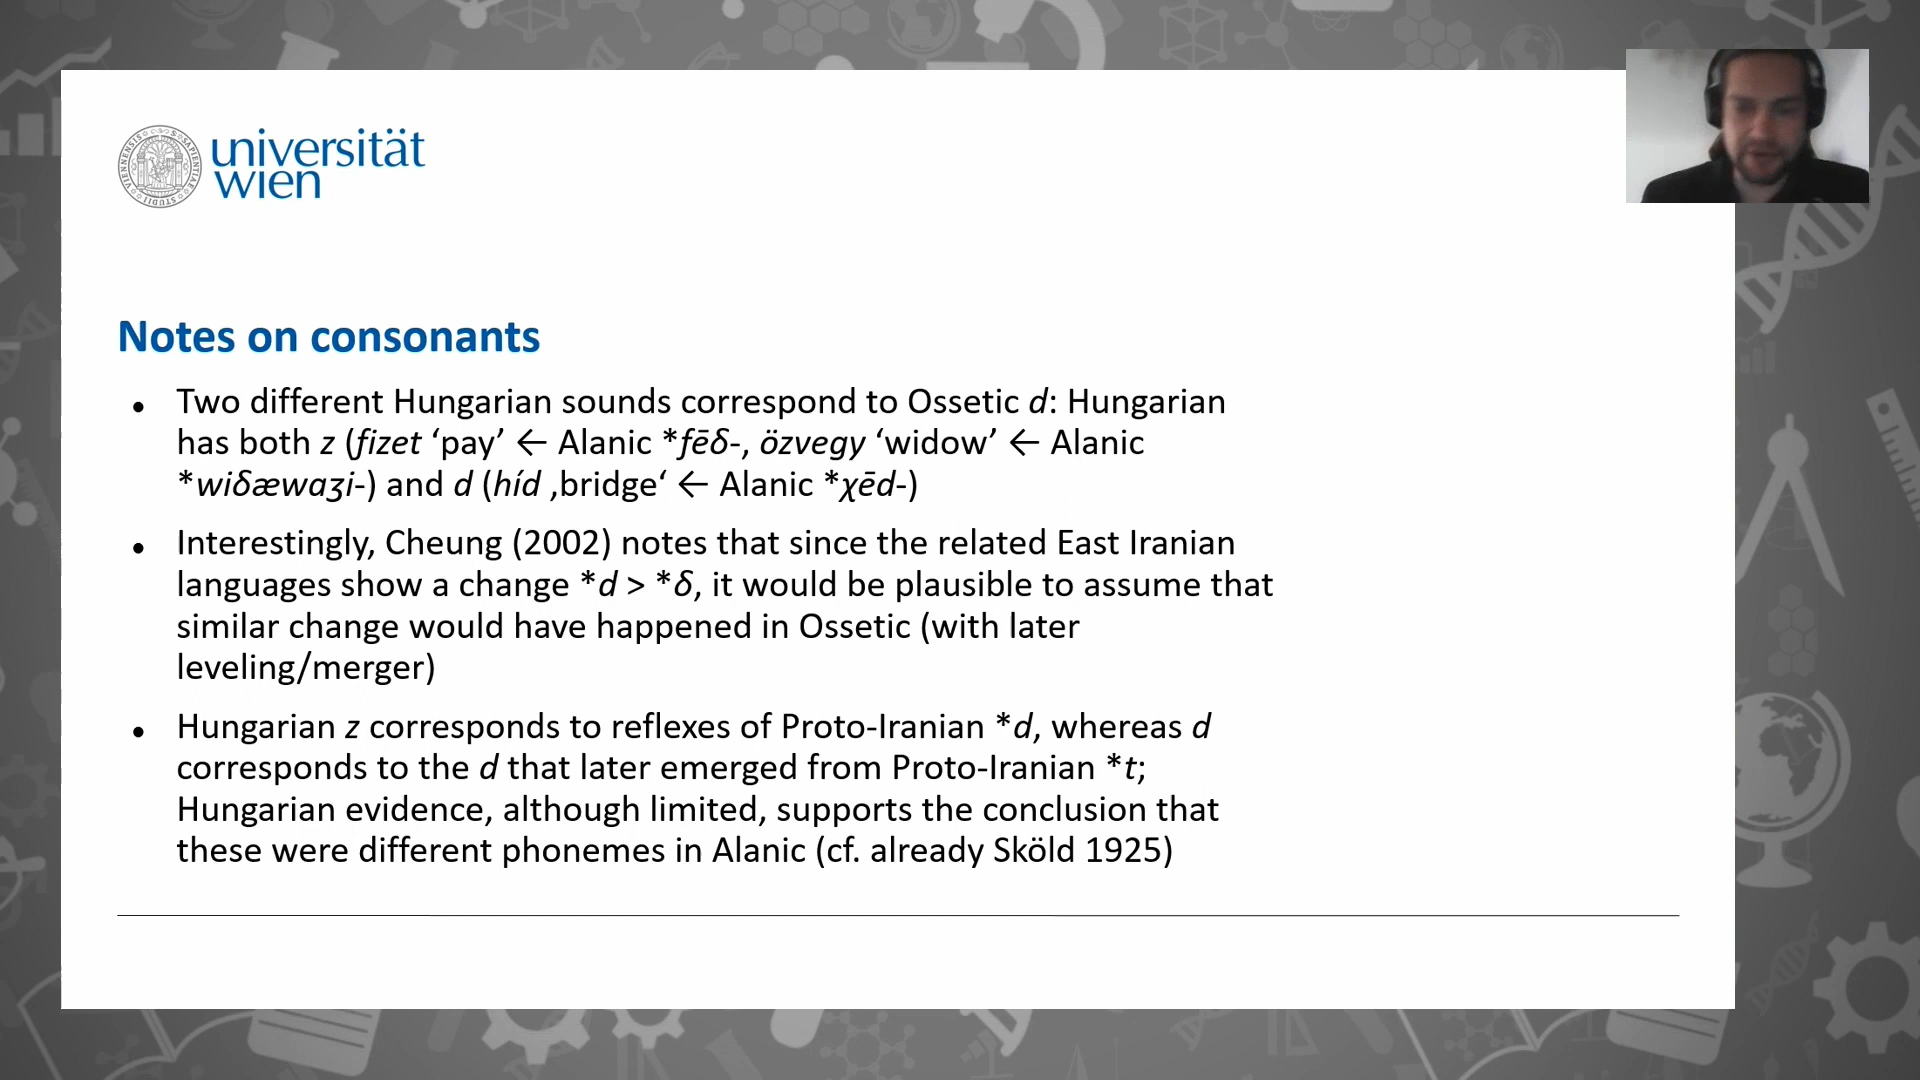 universität
wien
Notes on consonants
• Two different Hungarian sounds correspond to Ossetic d: Hungarian
has both z (fizet ‘pay’ ← Alanic *fēδ-, özvegy ‘widow’ ← Alanic
*wiδæwaʒi-) and d (híd ‚bridge‘ ← Alanic *χēd-)
• Interestingly, Cheung (2002) notes that since the related East Iranian
languages show a change *d > *δ, it would be plausible to assume that
similar change would have happened in Ossetic (with later
leveling/merger)
• Hungarian z corresponds to reflexes of Proto-Iranian *d, whereas d
corresponds to the d that later emerged from Proto-Iranian *t;
Hungarian evidence, although limited, supports the conclusion that
these were different phonemes in Alanic (cf. already Sköld 1925)